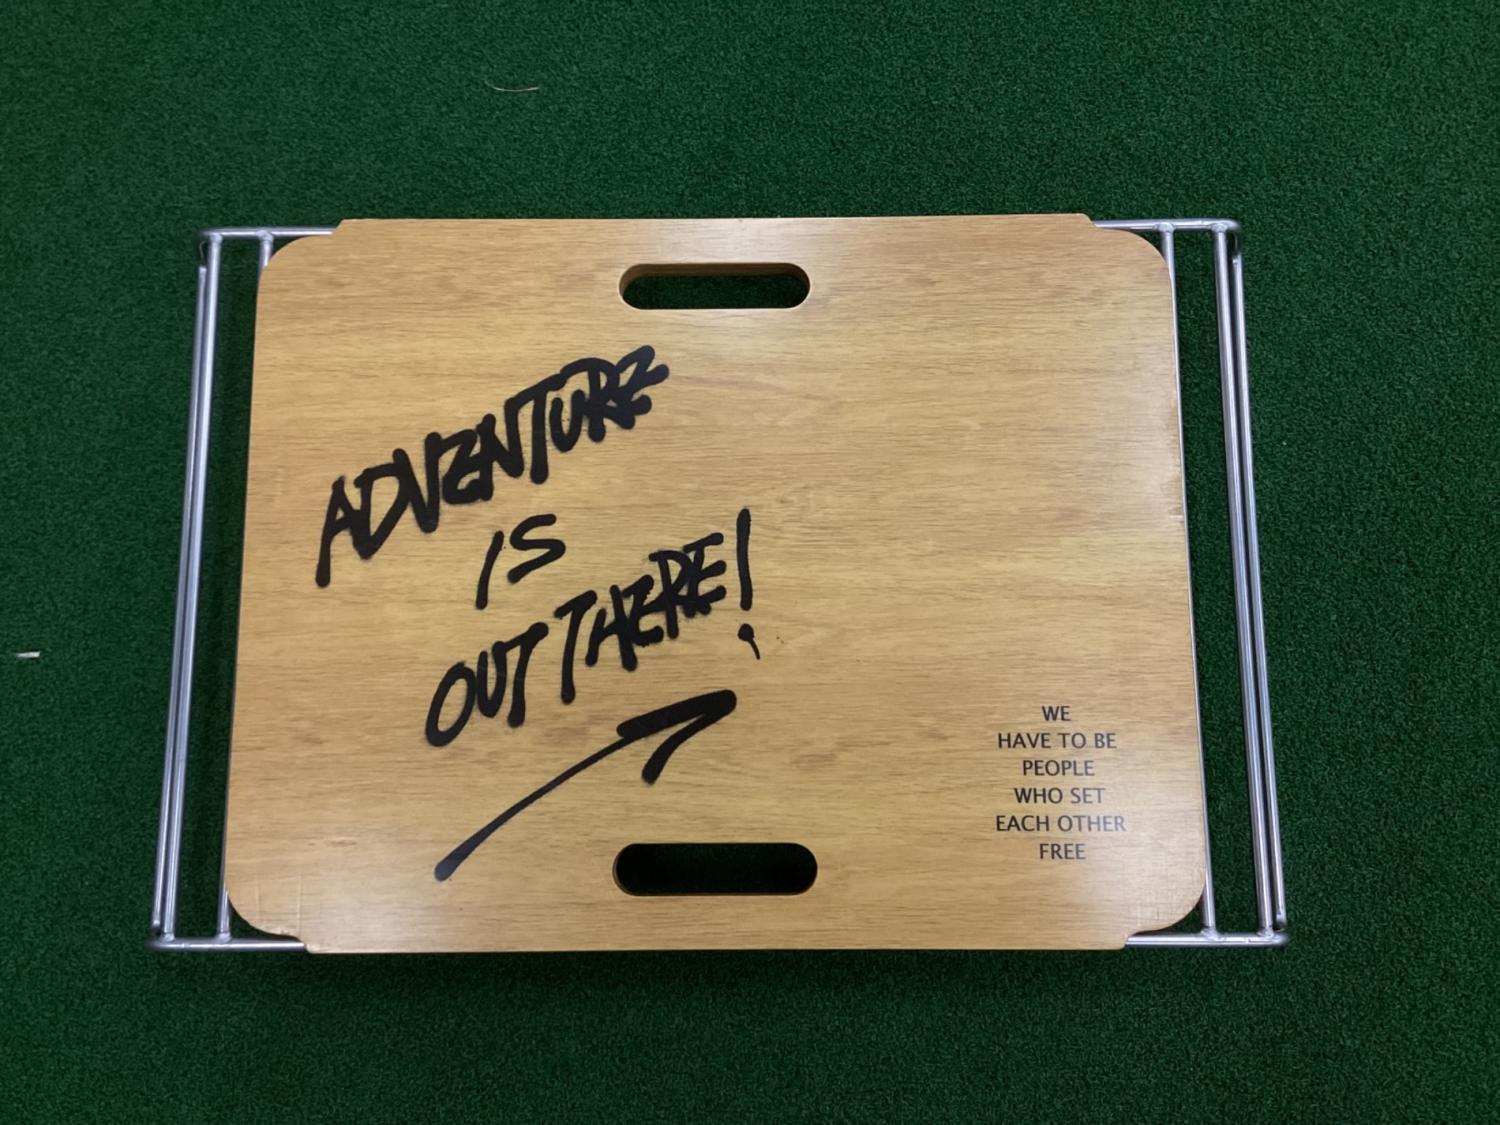 ADVENTURE
IS
OUT THERE!
WE
HAVE TO BE
PEOPLE
WHO SET
EACH OTHER
FREE